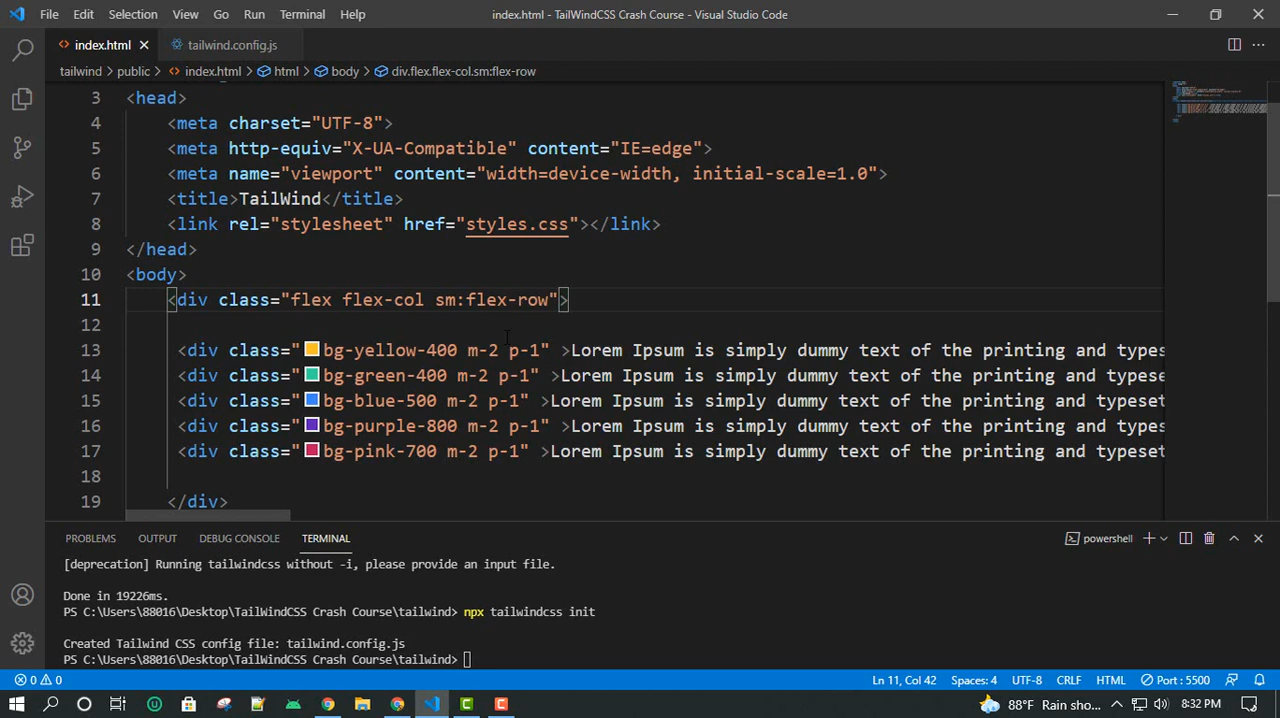 File Edit Selection View Go Run Terminal Help index.html - TailWindCSS Crash Course - Visual Studio Code
index.html tailwind.config.js
tailwind > public > index.html > html > body > div.flex.flex-col.sm:flex-row
3 <head>
4 <meta charset="UTF-8">
5 <meta http-equiv="X-UA-Compatible" content="IE=edge">
6 <meta name="viewport" content="width=device-width, initial-scale=1.0">
7 <title>TailWind</title>
8 <link rel="stylesheet" href="styles.css"></link>
9 </head>
10 <body>
11 <div class="flex flex-col sm:flex-row">
12
13 <div class="bg-yellow-400 m-2 p-1" >Lorem Ipsum is simply dummy text of the printing and types
14 <div class="bg-green-400 m-2 p-1" >Lorem Ipsum is simply dummy text of the printing and typese
15 <div class="bg-blue-500 m-2 p-1" >Lorem Ipsum is simply dummy text of the printing and typeset
16 <div class="bg-purple-800 m-2 p-1" >Lorem Ipsum is simply dummy text of the printing and types
17 <div class="bg-pink-700 m-2 p-1" >Lorem Ipsum is simply dummy text of the printing and typeset
18
19 </div>
PROBLEMS OUTPUT DEBUG CONSOLE TERMINAL powershell
[deprecation] Running tailwindcss without -i, please provide an input file.
Done in 19226ms.
PS C:\Users\88016\Desktop\TailWindCSS Crash Course\tailwind> npx tailwindcss init
Created Tailwind CSS config file: tailwind.config.js
PS C:\Users\88016\Desktop\TailWindCSS Crash Course\tailwind>
0 0 Ln 11, Col 42 Spaces: 4 UTF-8 CRLF HTML Port : 5500
88°F Rain sho... 8:32 PM